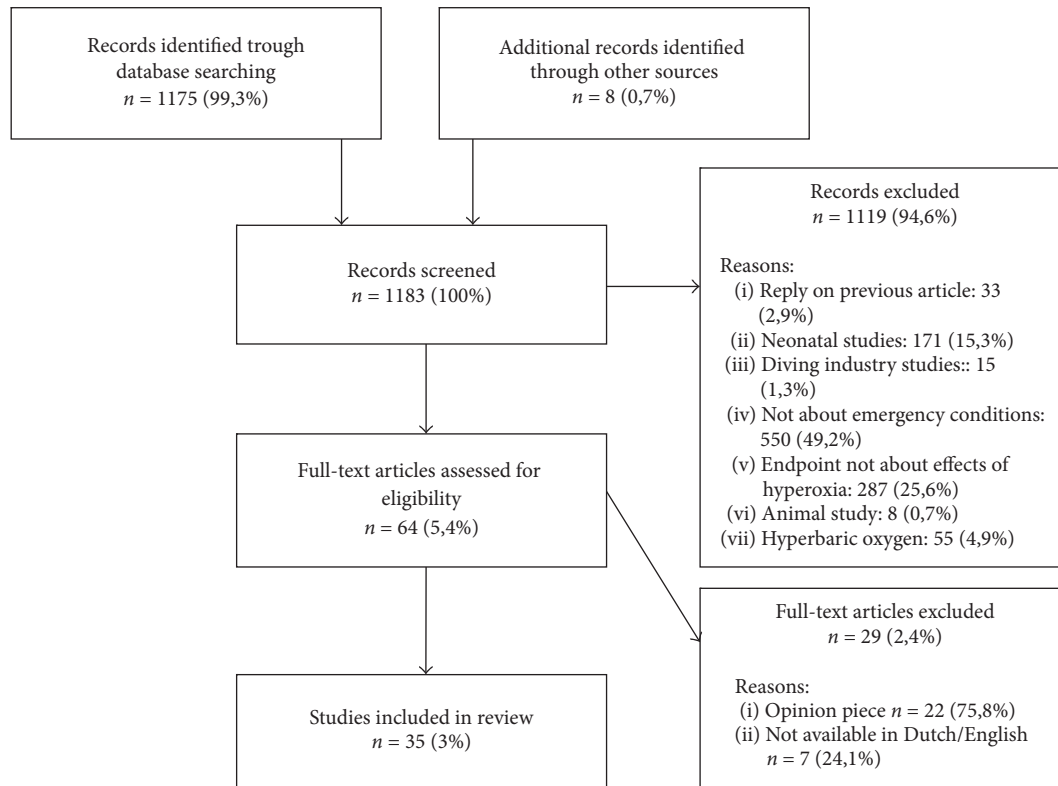 Records identified trough
database searching
n = 1175 (99,3%)
Additional records identified
through other sources
n = 8 (0,7%)
Records screened
n = 1183 (100%)
Records excluded
n = 1119 (94,6%)
Reasons:
(i) Reply on previous article: 33
(2,9%)
(ii) Neonatal studies: 171 (15,3%)
(iii) Diving industry studies:: 15
(1,3%)
(iv) Not about emergency conditions:
550 (49,2%)
(v) Endpoint not about effects of
hyperoxia: 287 (25,6%)
(vi) Animal study: 8 (0,7%)
(vii) Hyperbaric oxygen: 55 (4,9%)
Full-text articles assessed for
eligibility
n = 64 (5,4%)
Full-text articles excluded
n = 29 (2,4%)
Reasons:
(i) Opinion piece n = 22 (75,8%)
(ii) Not available in Dutch/English
n = 7 (24,1%)
Studies included in review
n = 35 (3%)